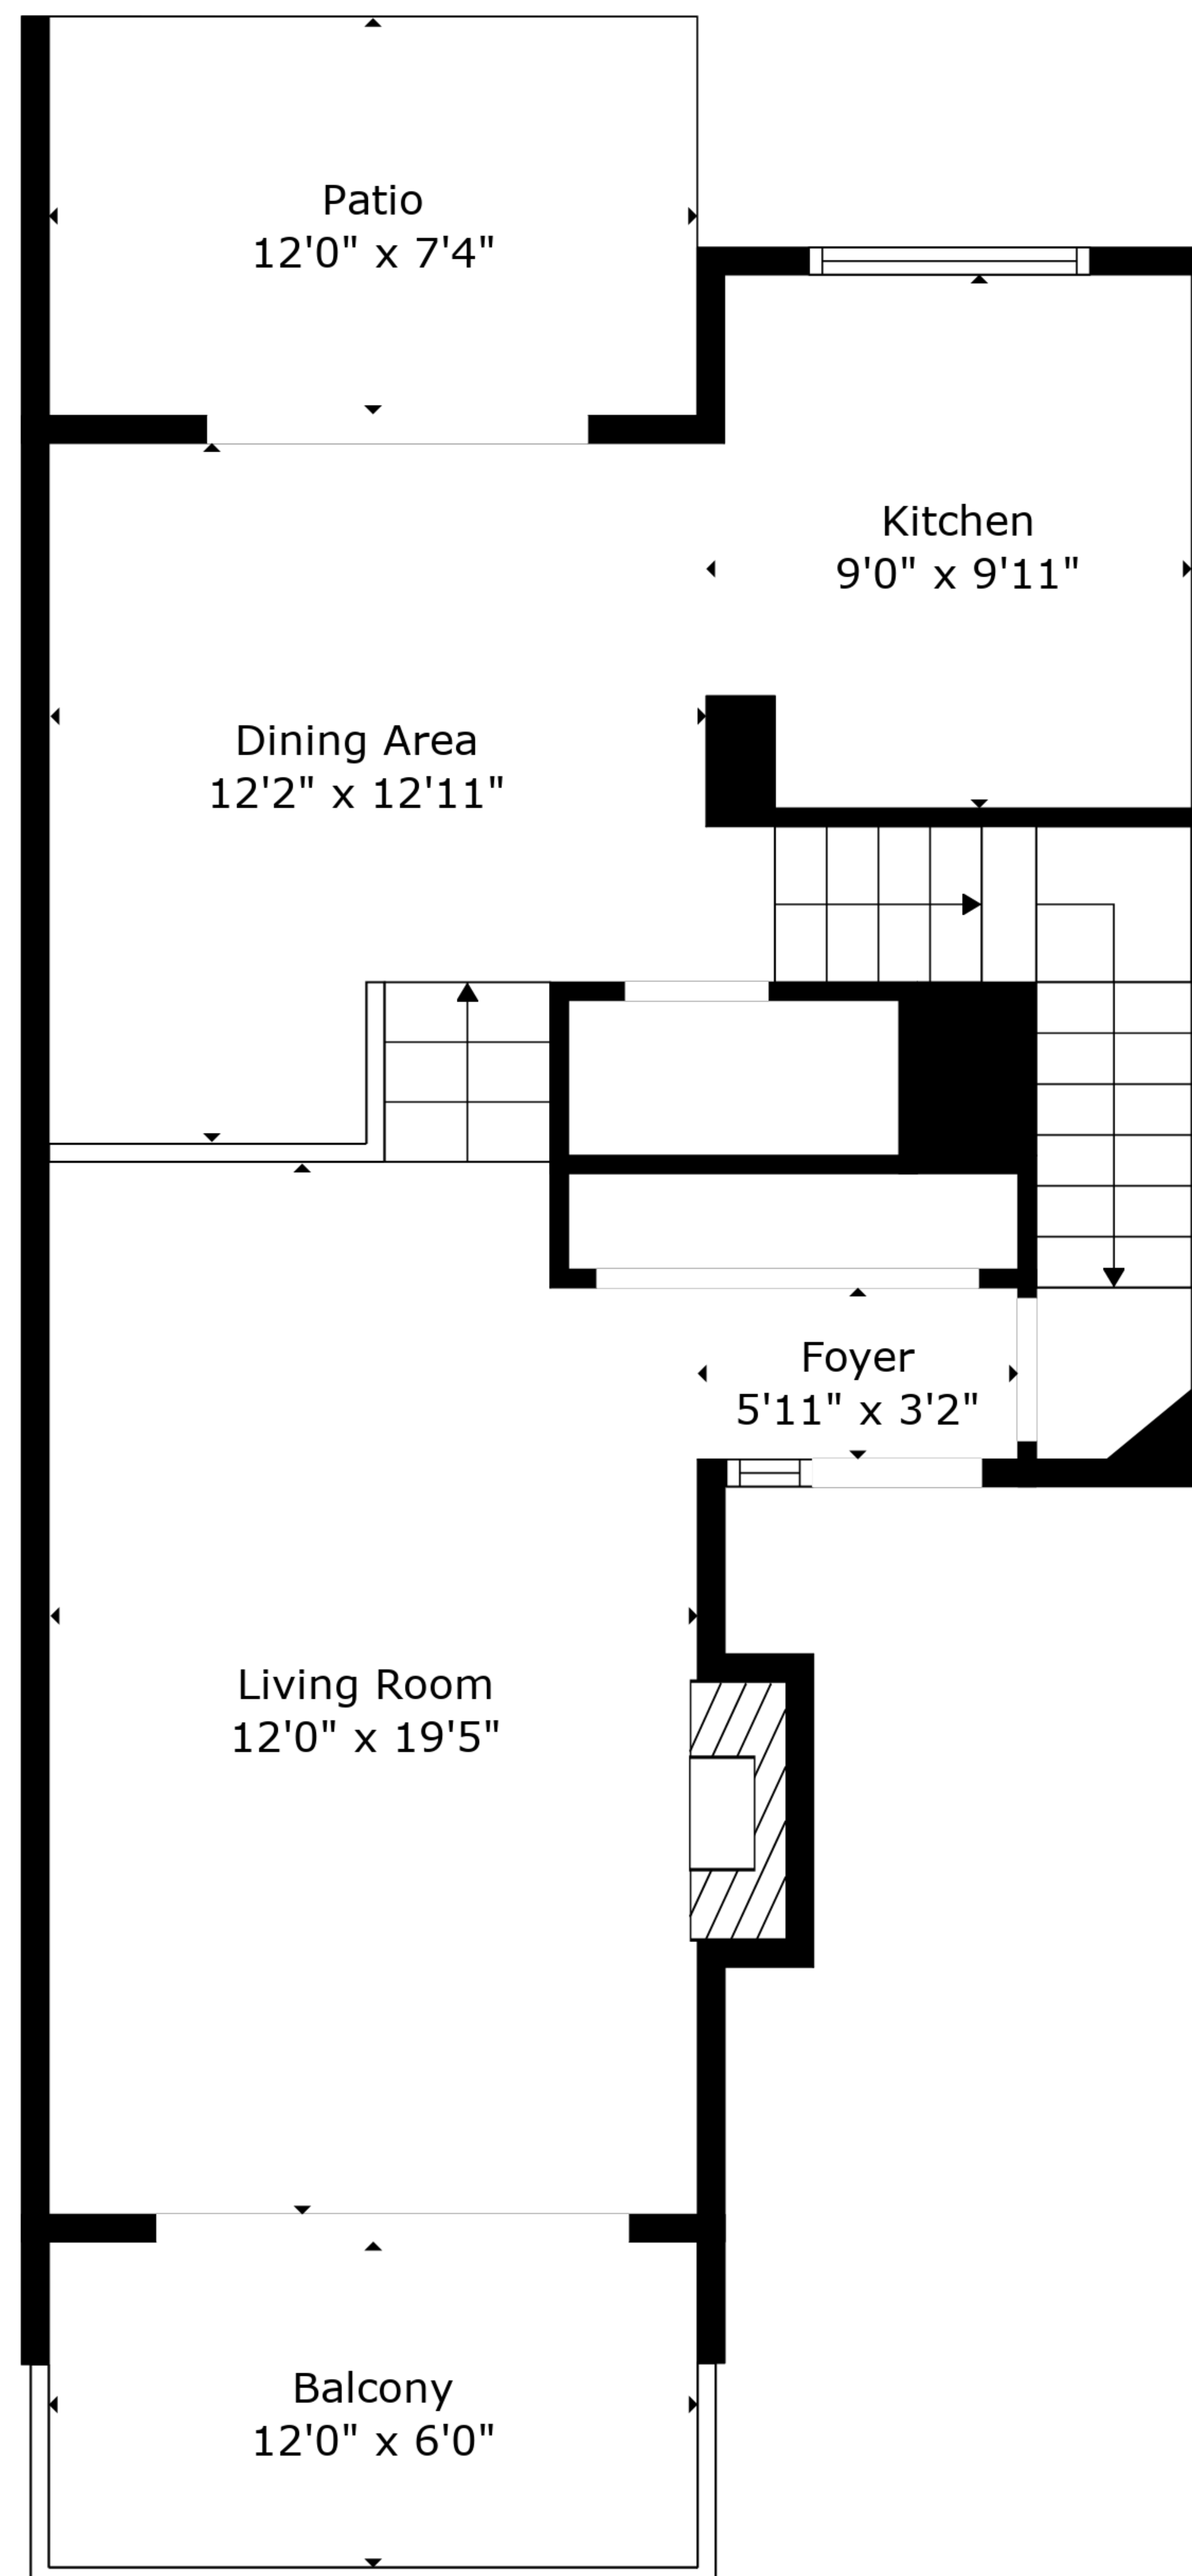 Patio
12'0" x 7'4"
Kitchen
9'0" x 9'11"
Dining Area
12'2" x 12'11"
Foyer
5'11" x 3'2"
Living Room
12'0" x 19'5"
Balcony
12'0" x 6'0"